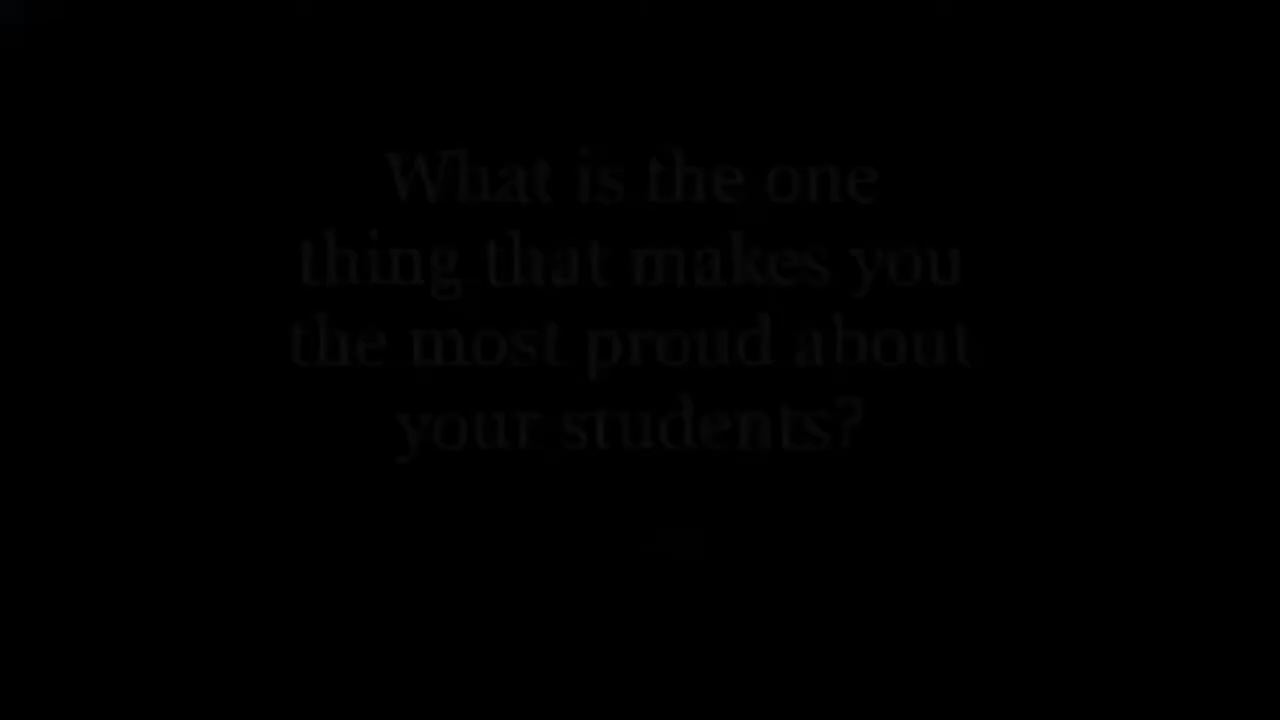 What is the one
thing that makes you
the most proud about
your students?